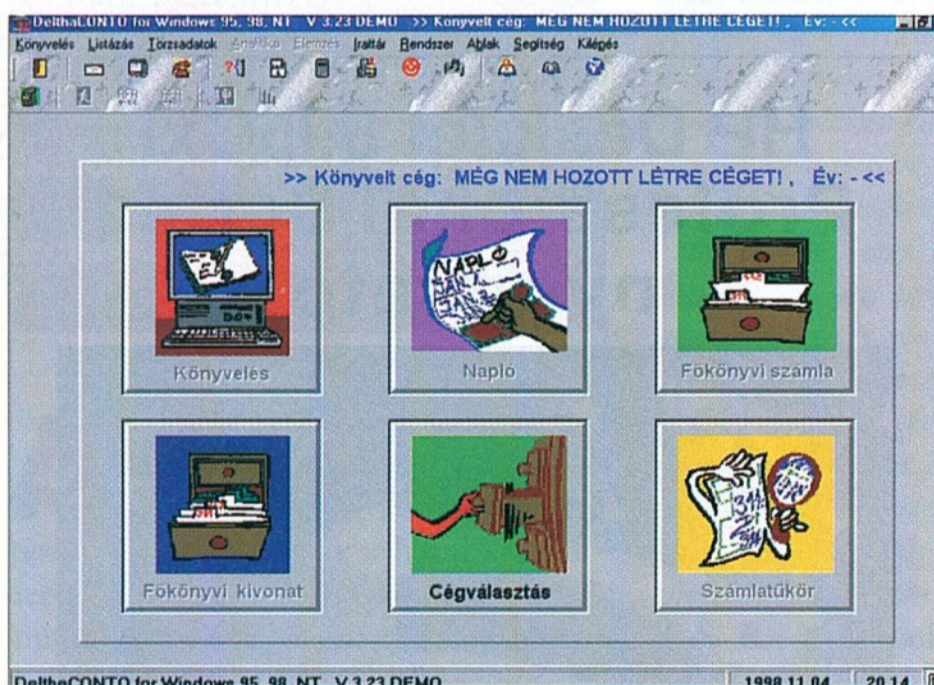 DelthaCONTO for Windows 95, 98, NT V 3.23 DEMO >> Könyvelt cég: MÉG NEM HOZOTT LÉTRE CÉGET! , Év: - <<
Könyvelés Listázás Törzsadatok Analitika Elemzés Irattár Rendszer Ablak Segítség Kilépés
>> Könyvelt cég: MÉG NEM HOZOTT LÉTRE CÉGET! , Év: - <<
NAPLÓ
JAN.
JAN.
Könyvelés Napló Főkönyvi számla
Főkönyvi kivonat Cégválasztás Számlatükör
DelthaCONTO for Windows 95, 98, NT V 3.23 DEMO 1998.11.04. 20.14